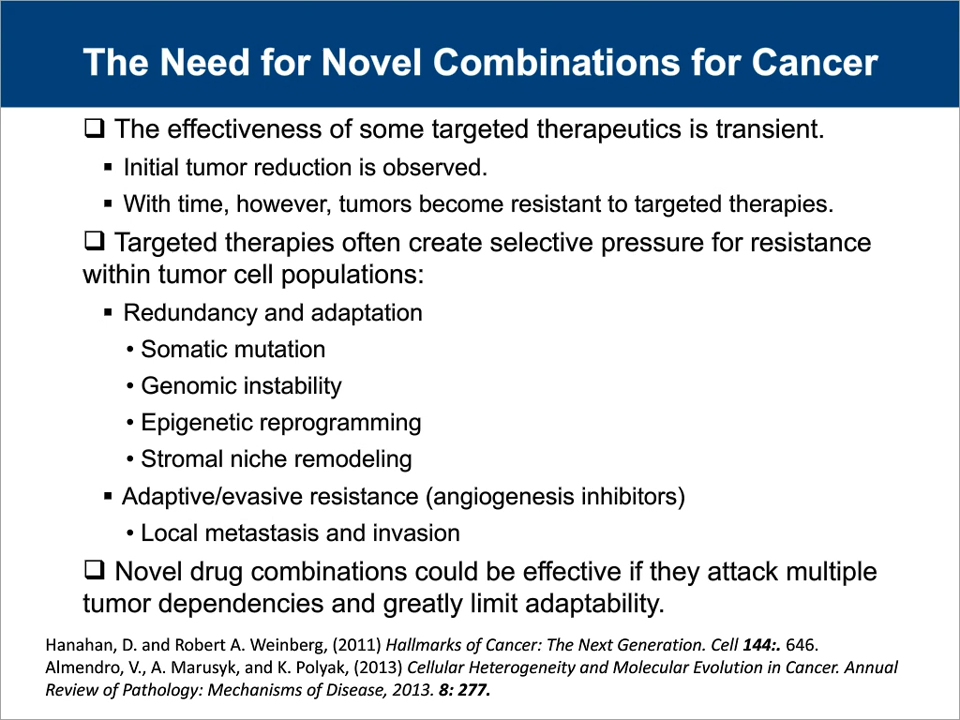 The Need for Novel Combinations for Cancer
❑ The effectiveness of some targeted therapeutics is transient.
▪ Initial tumor reduction is observed.
▪ With time, however, tumors become resistant to targeted therapies.
❑ Targeted therapies often create selective pressure for resistance
within tumor cell populations:
▪ Redundancy and adaptation
• Somatic mutation
• Genomic instability
• Epigenetic reprogramming
• Stromal niche remodeling
▪ Adaptive/evasive resistance (angiogenesis inhibitors)
• Local metastasis and invasion
❑ Novel drug combinations could be effective if they attack multiple
tumor dependencies and greatly limit adaptability.
Hanahan, D. and Robert A. Weinberg, (2011) Hallmarks of Cancer: The Next Generation. Cell 144:. 646.
Almendro, V., A. Marusyk, and K. Polyak, (2013) Cellular Heterogeneity and Molecular Evolution in Cancer. Annual
Review of Pathology: Mechanisms of Disease, 2013. 8: 277.